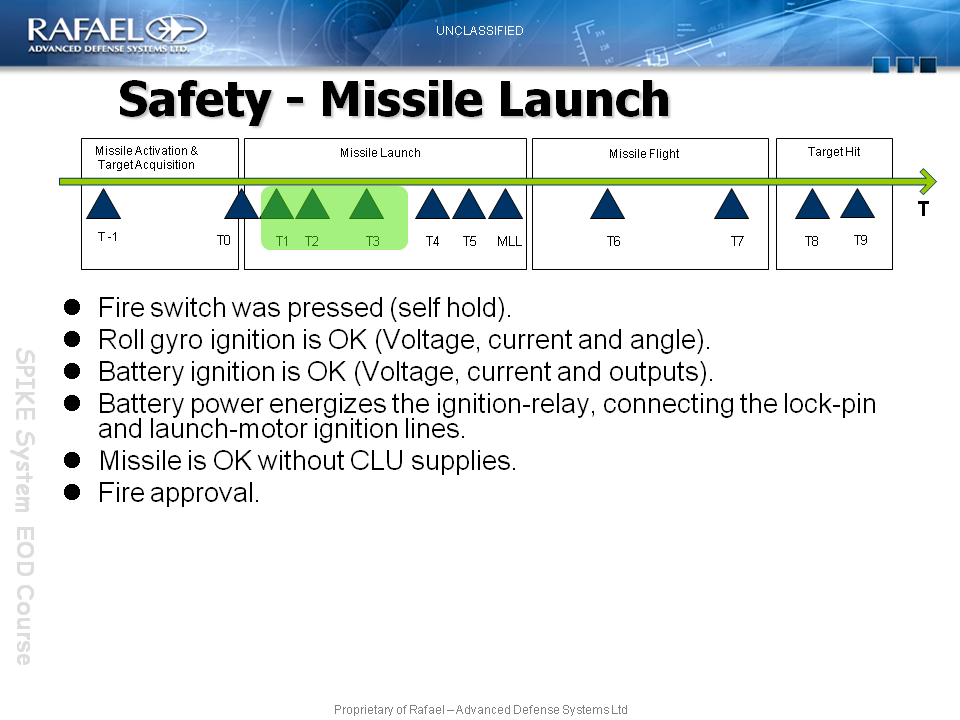 RAFAEL
ADVANCED DEFENSE SYSTEMS LTD.
UNCLASSIFIED
Safety - Missile Launch
Missile Activation &
Target Acquisition
Missile Launch
Missile Flight
Target Hit
T
T -1
T0
T1
T2
T3
T4
T5
MLL
T6
T7
T8
T9
● Fire switch was pressed (self hold).
● Roll gyro ignition is OK (Voltage, current and angle).
● Battery ignition is OK (Voltage, current and outputs).
● Battery power energizes the ignition-relay, connecting the lock-pin
and launch-motor ignition lines.
● Missile is OK without CLU supplies.
● Fire approval.
SPIKE System EOD Course
Proprietary of Rafael – Advanced Defense Systems Ltd